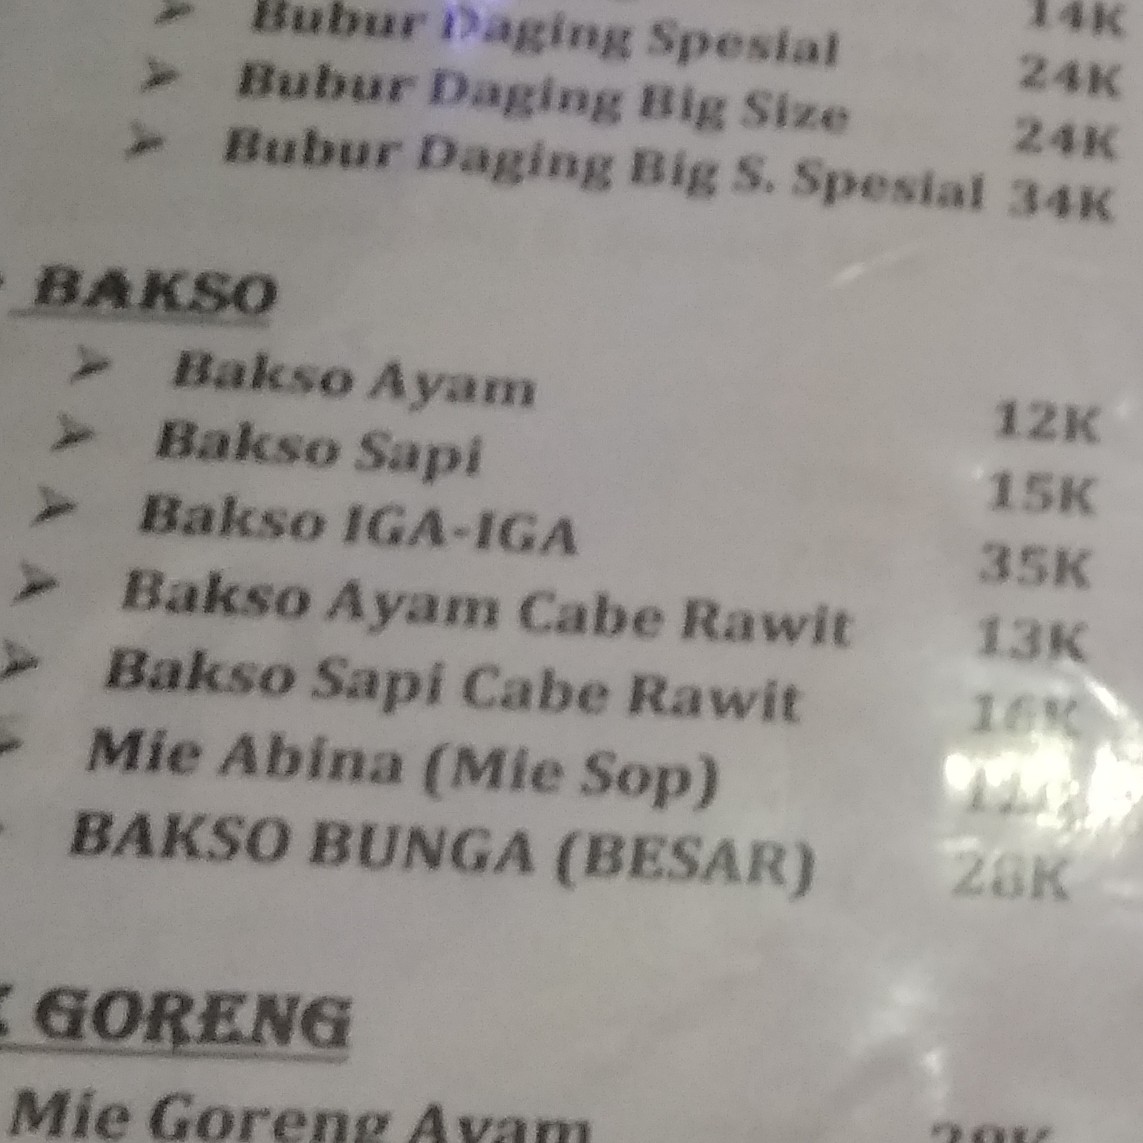 14K
Bubur Daging Spesial 24K
Bubur Daging Big Size 24K
Bubur Daging Big S. Spesial 34K
BAKSO
Bakso Ayam 12K
Bakso Sapi 15K
Bakso IGA-IGA 35K
Bakso Ayam Cabe Rawit 13K
Bakso Sapi Cabe Rawit 16K
Mie Abina (Mie Sop)
BAKSO BUNGA (BESAR) 28K
GORENG
Mie Goreng Ayam